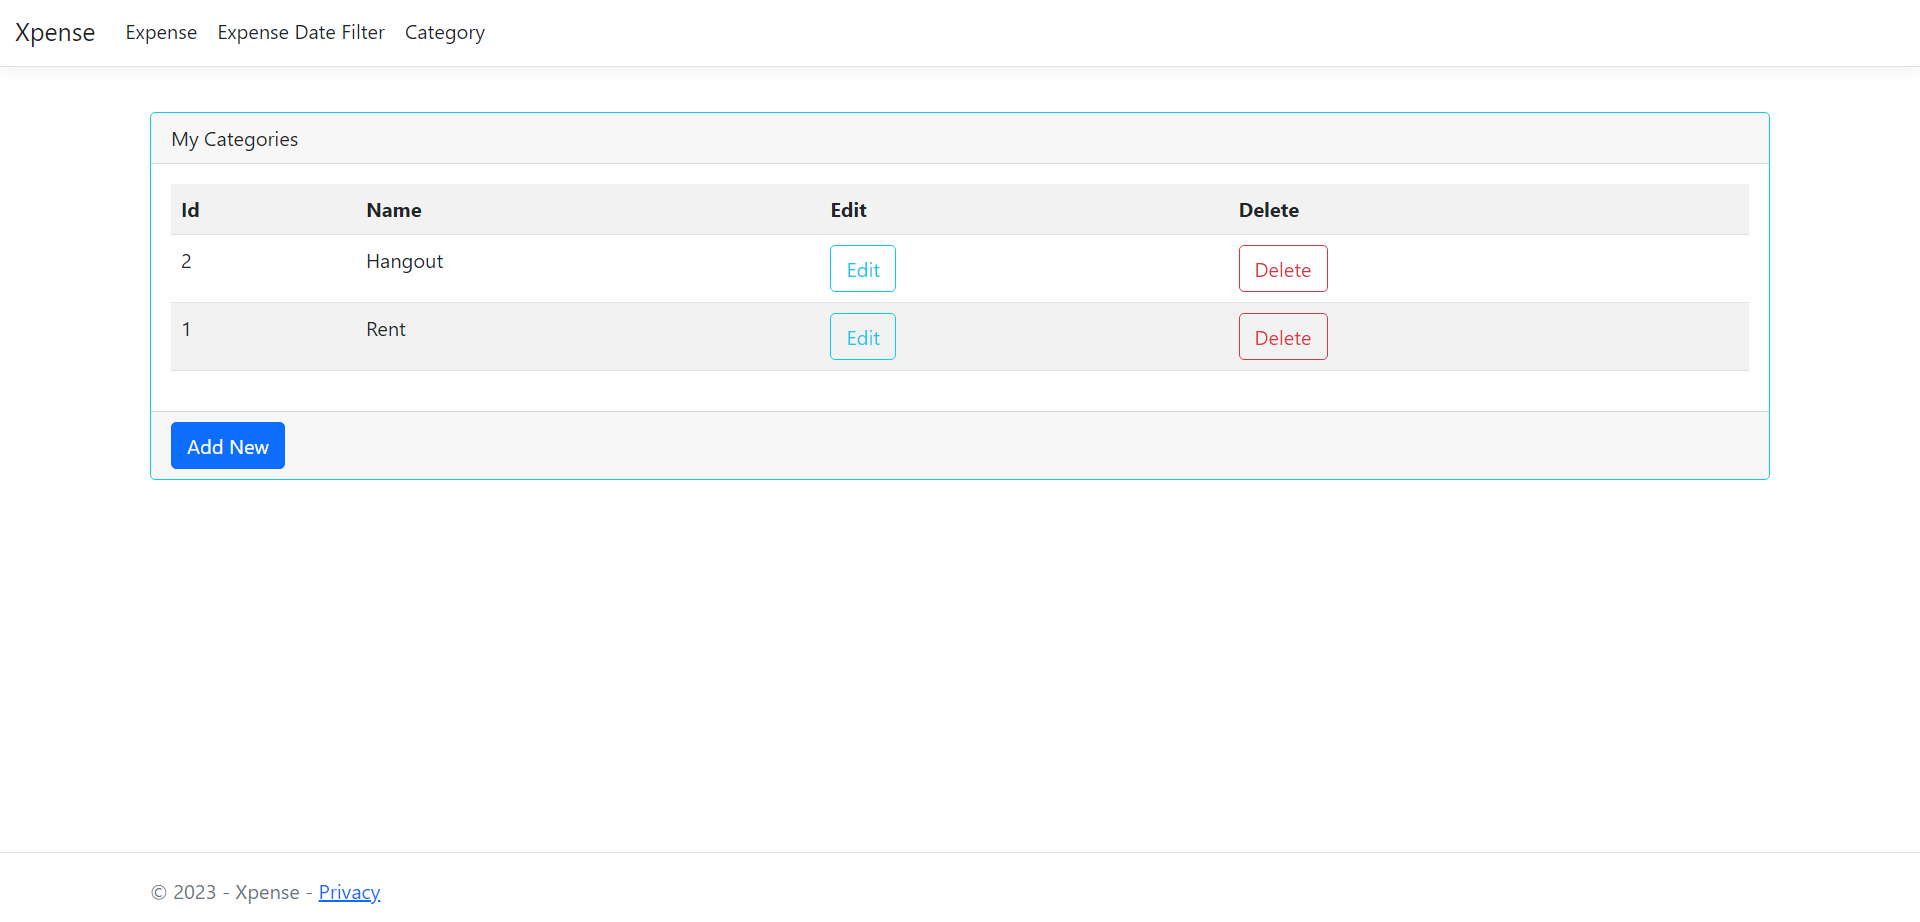 Xpense Expense Expense Date Filter Category
My Categories
Id Name Edit Delete
2 Hangout Edit Delete
1 Rent Edit Delete
Add New
© 2023 - Xpense - Privacy